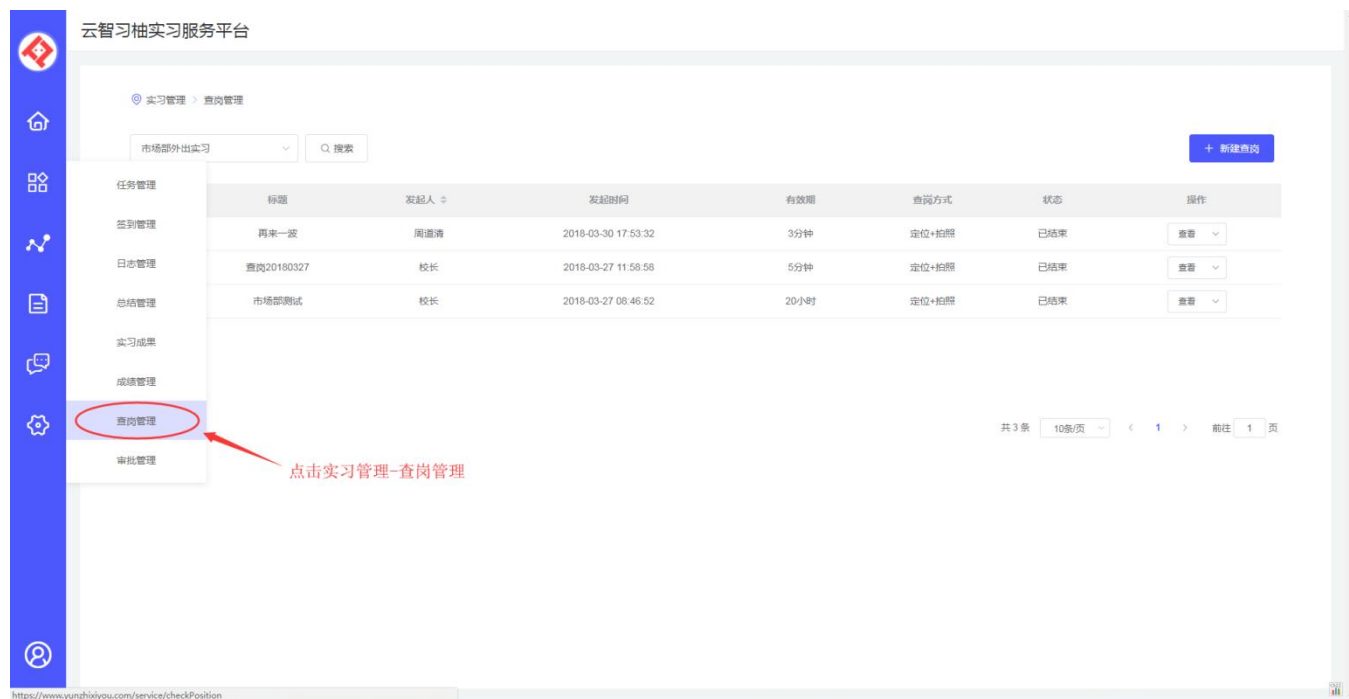 云智习柚实习服务平台
实习管理 > 查岗管理
市场部外出实习 搜索 + 新建查岗
任务管理
签到管理
日志管理
总结管理
实习成果
成绩管理
查岗管理
审批管理
标题 发起人 发起时间 有效期 查岗方式 状态 操作
再来一波 周道清 2018-03-30 17:53:32 3分钟 定位+拍照 已结束 查看
查岗20180327 校长 2018-03-27 11:58:58 5分钟 定位+拍照 已结束 查看
市场部测试 校长 2018-03-27 08:46:52 20小时 定位+拍照 已结束 查看
共 3 条 10条/页 < 1 > 前往 1 页
点击实习管理-查岗管理
https://www.yunzhixiyou.com/service/checkPosition